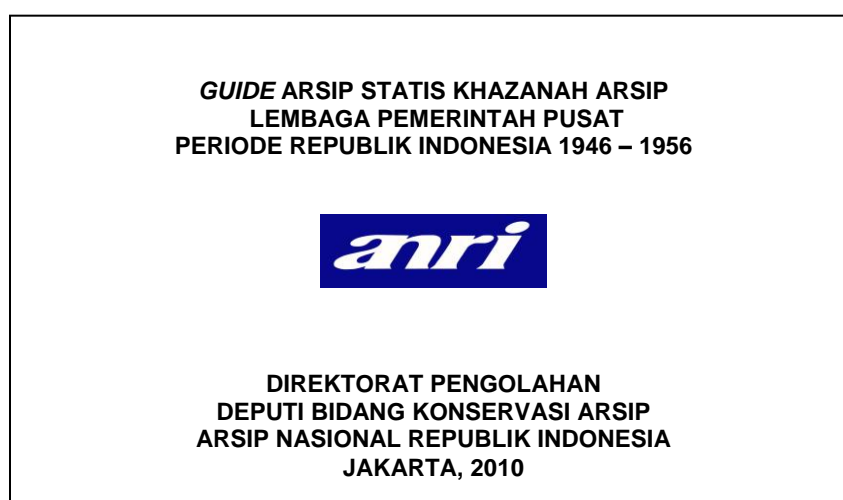 GUIDE ARSIP STATIS KHAZANAH ARSIP
LEMBAGA PEMERINTAH PUSAT
PERIODE REPUBLIK INDONESIA 1946 – 1956
anri
DIREKTORAT PENGOLAHAN
DEPUTI BIDANG KONSERVASI ARSIP
ARSIP NASIONAL REPUBLIK INDONESIA
JAKARTA, 2010